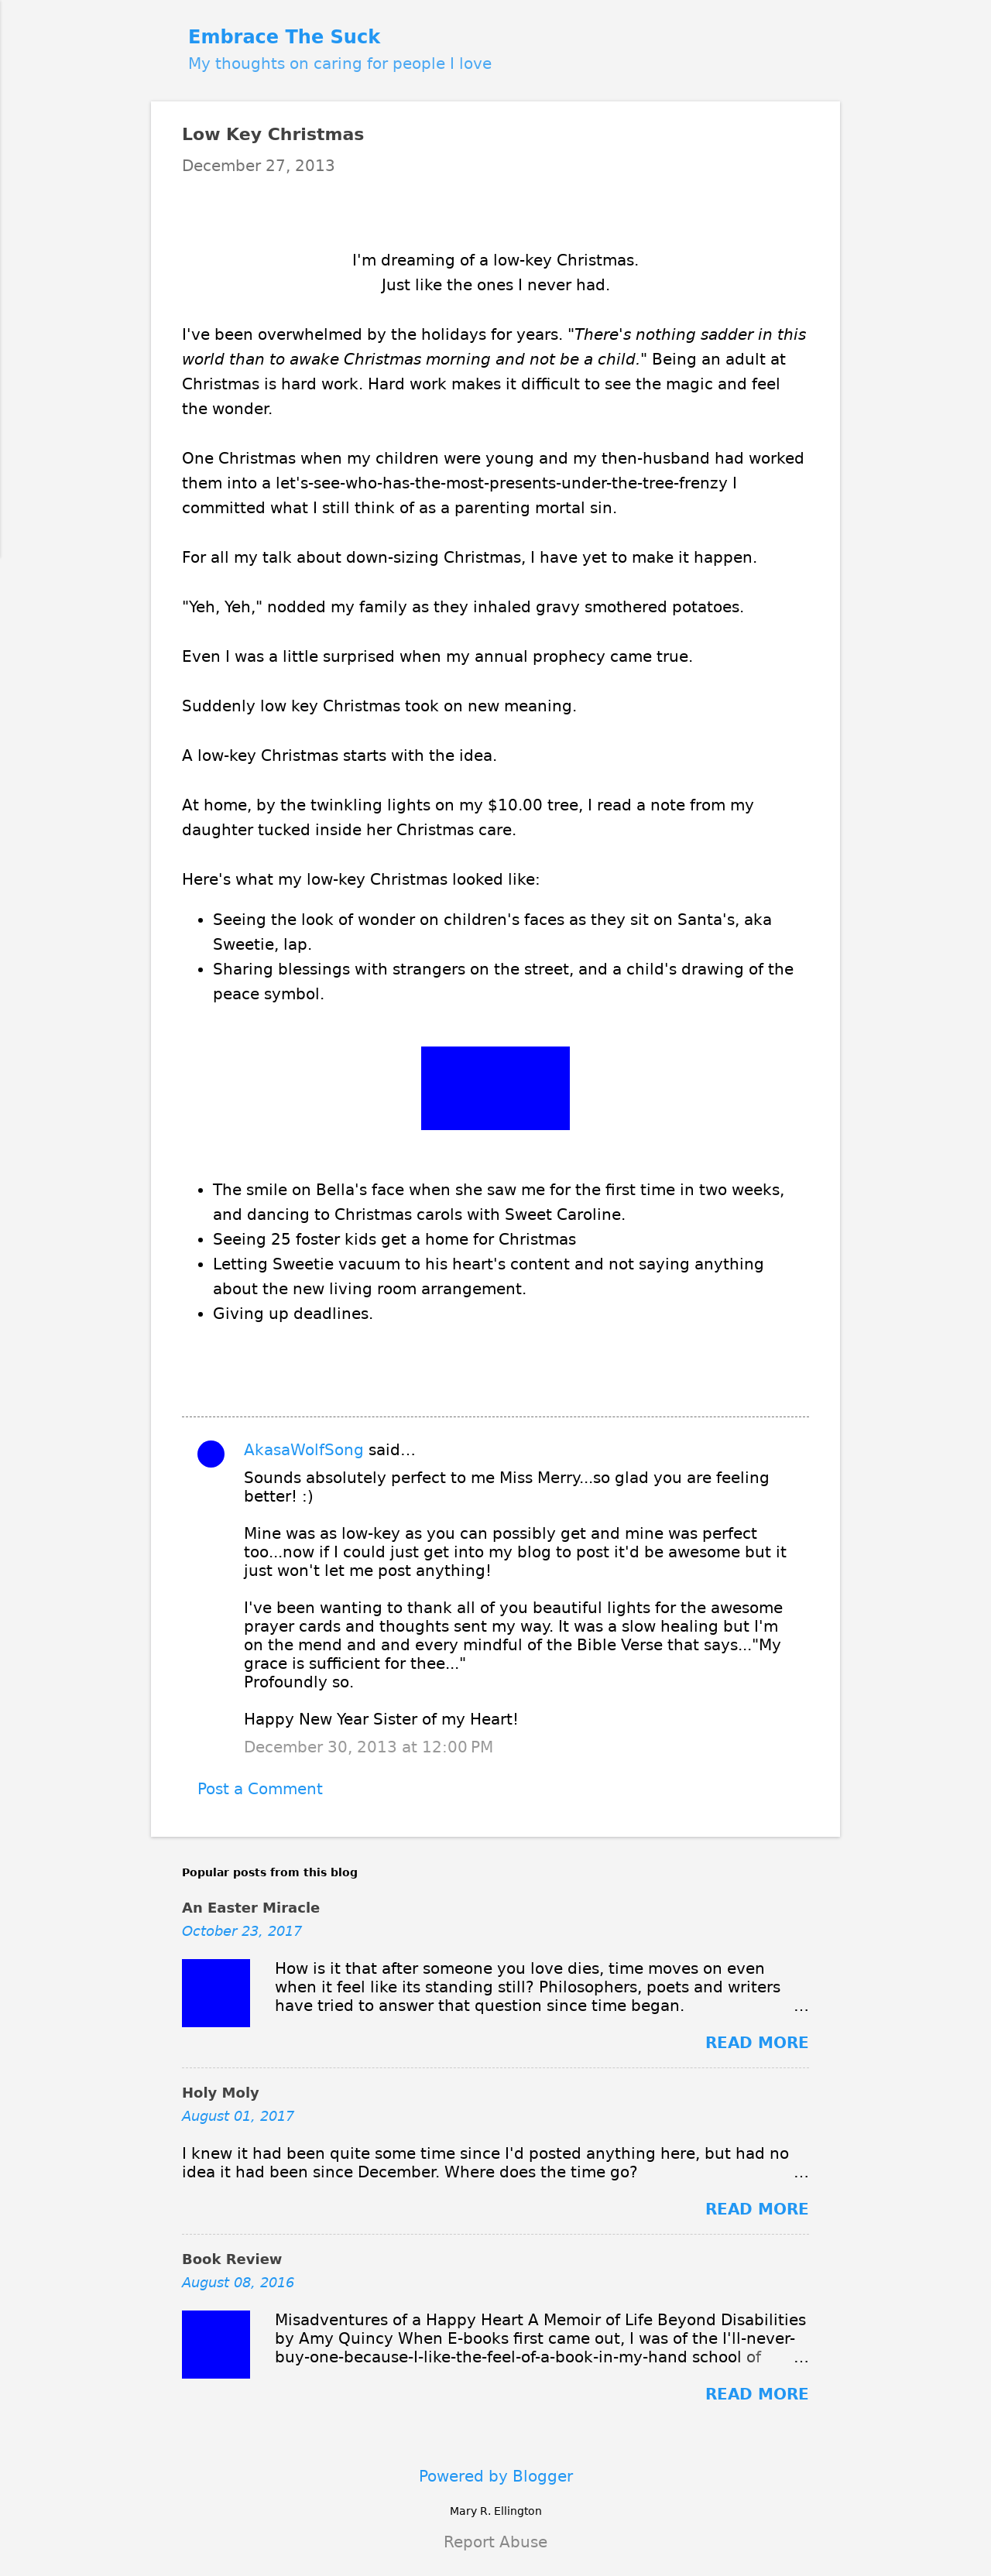 Embrace The Suck
My thoughts on caring for people I love
Low Key Christmas
December 27, 2013
I'm dreaming of a low-key Christmas.
Just like the ones I never had.
I've been overwhelmed by the holidays for years. "There's nothing sadder in this
world than to awake Christmas morning and not be a child." Being an adult at
Christmas is hard work. Hard work makes it difficult to see the magic and feel
the wonder.
One Christmas when my children were young and my then-husband had worked
them into a let's-see-who-has-the-most-presents-under-the-tree-frenzy I
committed what I still think of as a parenting mortal sin.
For all my talk about down-sizing Christmas, I have yet to make it happen.
"Yeh, Yeh," nodded my family as they inhaled gravy smothered potatoes.
Even I was a little surprised when my annual prophecy came true.
Suddenly low key Christmas took on new meaning.
A low-key Christmas starts with the idea.
At home, by the twinkling lights on my $10.00 tree, I read a note from my
daughter tucked inside her Christmas care.
Here's what my low-key Christmas looked like:
• Seeing the look of wonder on children's faces as they sit on Santa's, aka
Sweetie, lap.
• Sharing blessings with strangers on the street, and a child's drawing of the
peace symbol.
• The smile on Bella's face when she saw me for the first time in two weeks,
and dancing to Christmas carols with Sweet Caroline.
• Seeing 25 foster kids get a home for Christmas
• Letting Sweetie vacuum to his heart's content and not saying anything
about the new living room arrangement.
• Giving up deadlines.
AkasaWolfSong said…
Sounds absolutely perfect to me Miss Merry...so glad you are feeling
better! :)
Mine was as low-key as you can possibly get and mine was perfect
too...now if I could just get into my blog to post it'd be awesome but it
just won't let me post anything!
I've been wanting to thank all of you beautiful lights for the awesome
prayer cards and thoughts sent my way. It was a slow healing but I'm
on the mend and and every mindful of the Bible Verse that says..."My
grace is sufficient for thee..."
Profoundly so.
Happy New Year Sister of my Heart!
December 30, 2013 at 12:00 PM
Post a Comment
Popular posts from this blog
An Easter Miracle
October 23, 2017
How is it that after someone you love dies, time moves on even
when it feel like its standing still? Philosophers, poets and writers
have tried to answer that question since time began. …
READ MORE
Holy Moly
August 01, 2017
I knew it had been quite some time since I'd posted anything here, but had no
idea it had been since December. Where does the time go? …
READ MORE
Book Review
August 08, 2016
Misadventures of a Happy Heart A Memoir of Life Beyond Disabilities
by Amy Quincy When E-books first came out, I was of the I'll-never-
buy-one-because-I-like-the-feel-of-a-book-in-my-hand school of …
READ MORE
Powered by Blogger
Mary R. Ellington
Report Abuse